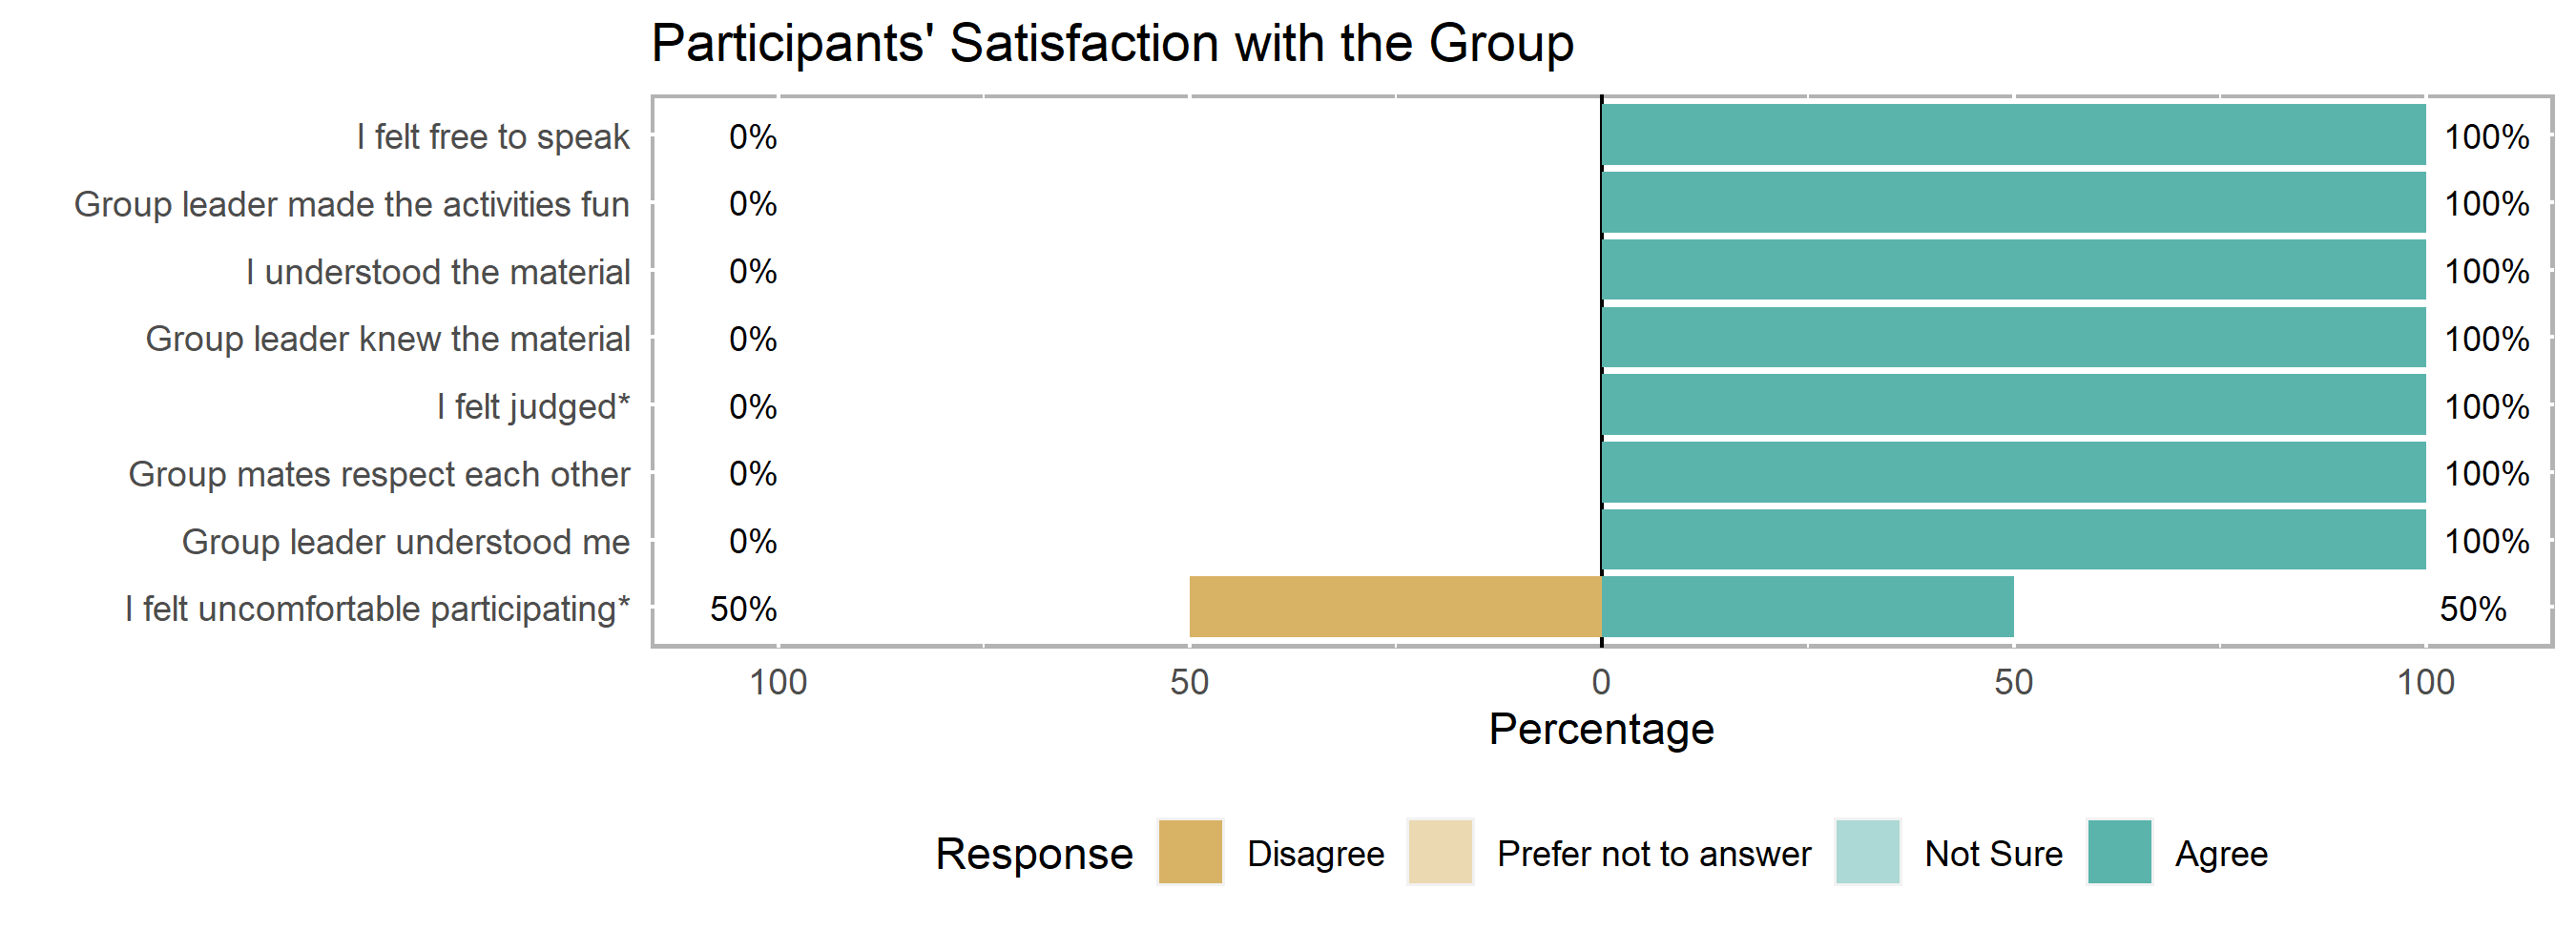 Participants' Satisfaction with the Group
I felt free to speak 0% 100%
Group leader made the activities fun 0% 100%
I understood the material 0% 100%
Group leader knew the material 0% 100%
I felt judged* 0% 100%
Group mates respect each other 0% 100%
Group leader understood me 0% 100%
I felt uncomfortable participating* 50% 50%
100 50 0 50 100
Percentage
Response Disagree Prefer not to answer Not Sure Agree